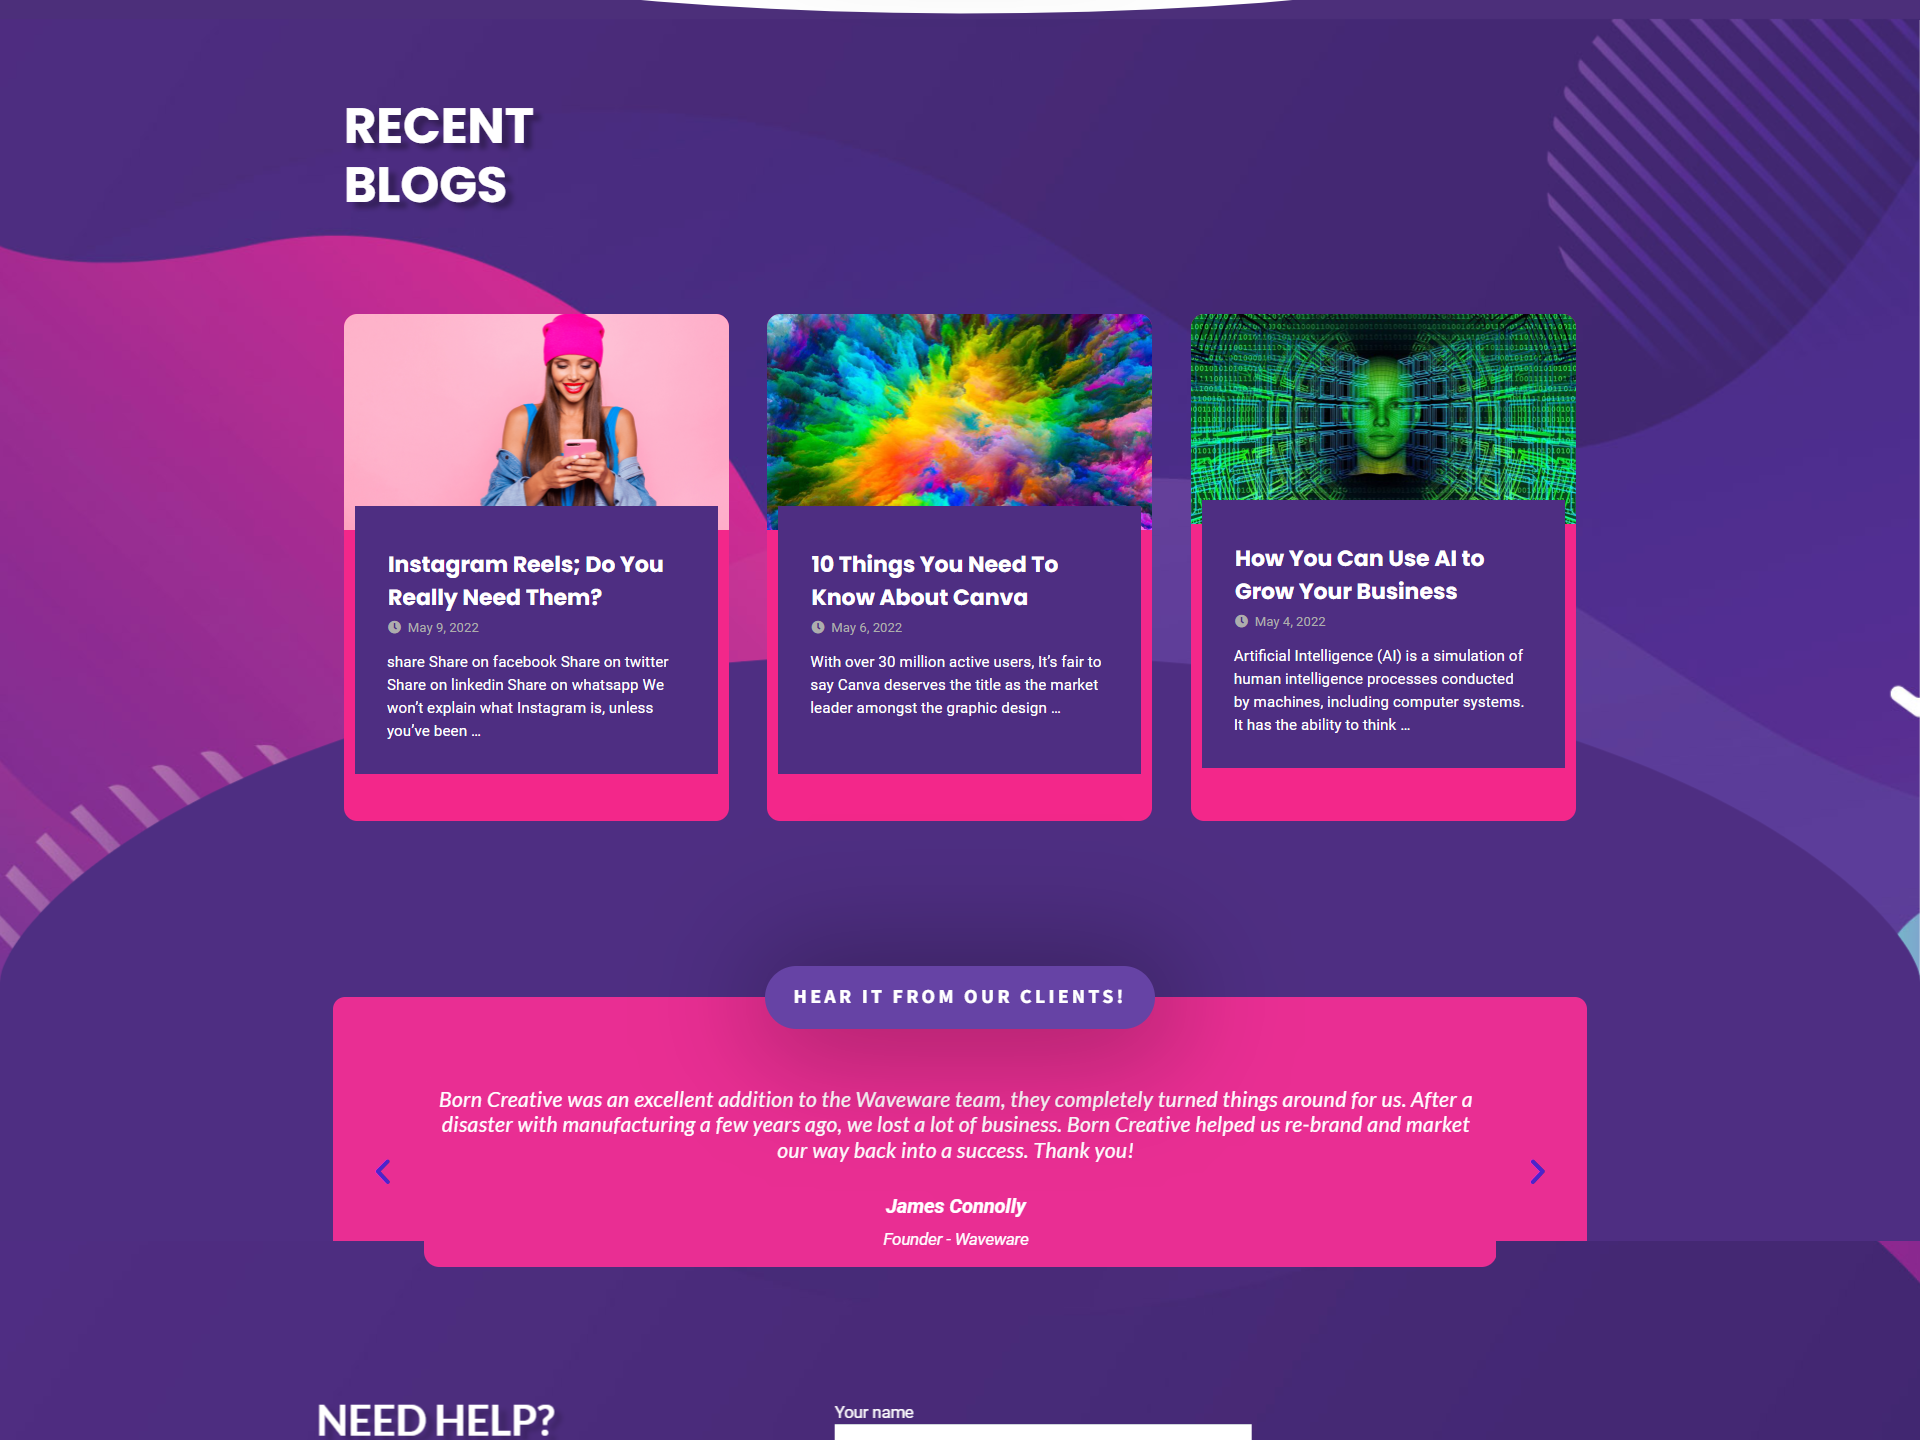 RECENT
BLOGS
Instagram Reels; Do You
Really Need Them?
May 9, 2022
share Share on facebook Share on twitter
Share on linkedin Share on whatsapp We
won’t explain what Instagram is, unless
you’ve been ...
10 Things You Need To
Know About Canva
May 6, 2022
With over 30 million active users, It’s fair to
say Canva deserves the title as the market
leader amongst the graphic design ...
How You Can Use AI to
Grow Your Business
May 4, 2022
Artificial Intelligence (AI) is a simulation of
human intelligence processes conducted
by machines, including computer systems.
It has the ability to think ...
HEAR IT FROM OUR CLIENTS!
Born Creative was an excellent addition to the Waveware team, they completely turned things around for us. After a
disaster with manufacturing a few years ago, we lost a lot of business. Born Creative helped us re-brand and market
our way back into a success. Thank you!
James Connolly
Founder - Waveware
NEED HELP?
Your name